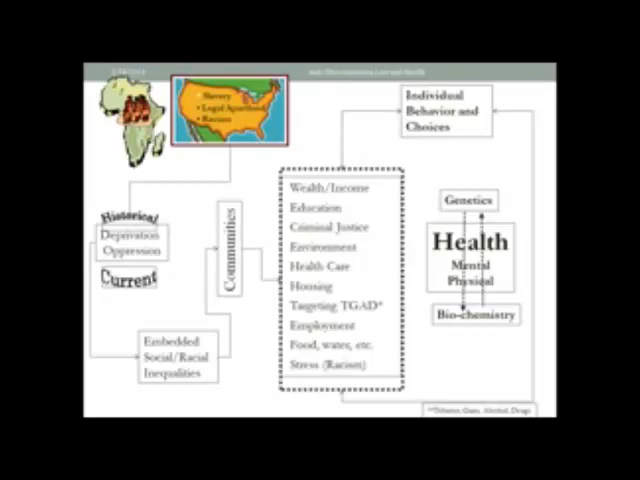 Slavery
Legal Apartheid
Racism
Individual
Behavior and
Choices
Historical
Deprivation
Oppression
Current
Embedded
Social/Racial
Inequalities
Communities
Wealth/Income
Education
Criminal Justice
Environment
Health Care
Housing
Targeting TGAD*
Employment
Food, water, etc.
Stress (Racism)
Genetics
Health
Mental
Physical
Bio-chemistry
*Tobacco, Guns, Alcohol, Drugs